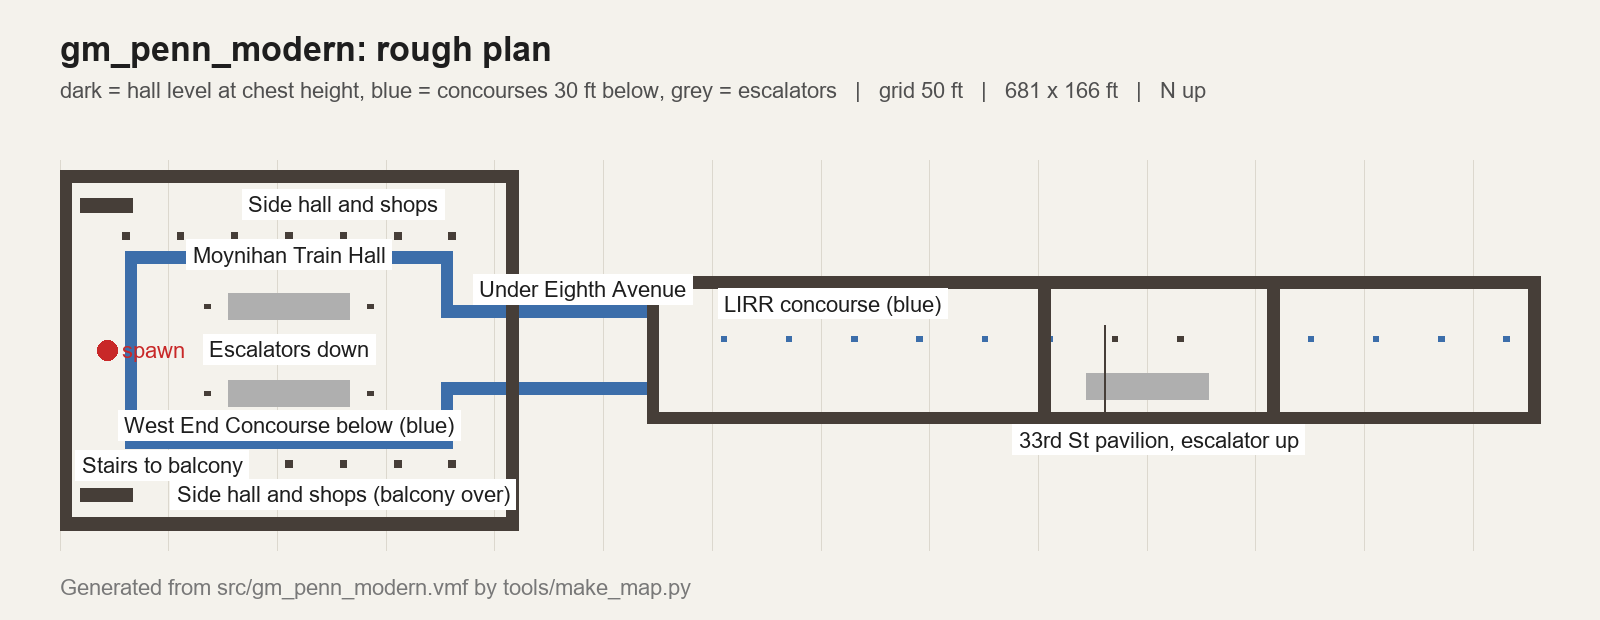 gm_penn_modern: rough plan
dark = hall level at chest height, blue = concourses 30 ft below, grey = escalators | grid 50 ft | 681 x 166 ft | N up
Side hall and shops
Moynihan Train Hall
Under Eighth Avenue
LIRR concourse (blue)
spawn
Escalators down
West End Concourse below (blue)
33rd St pavilion, escalator up
Stairs to balcony
Side hall and shops (balcony over)
Generated from src/gm_penn_modern.vmf by tools/make_map.py